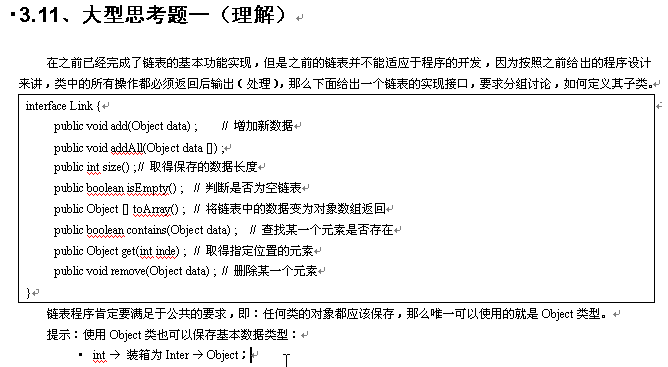 ▪3.11、大型思考题一（理解）
在之前已经完成了链表的基本功能实现，但是之前的链表并不能适应于程序的开发，因为按照之前给出的程序设计
来讲，类中的所有操作都必须返回后输出（处理），那么下面给出一个链表的实现接口，要求分组讨论，如何定义其子类。
interface Link {
public void add(Object data) ; // 增加新数据
public void addAll(Object data []) ;
public int size() ; // 取得保存的数据长度
public boolean isEmpty() ; // 判断是否为空链表
public Object [] toArray() ; // 将链表中的数据变为对象数组返回
public boolean contains(Object data) ; // 查找某一个元素是否存在
public Object get(int inde) ; // 取得指定位置的元素
public void remove(Object data) ; // 删除某一个元素
}
链表程序肯定要满足于公共的要求，即：任何类的对象都应该保存，那么唯一可以使用的就是 Object 类型。
提示：使用 Object 类也可以保存基本数据类型：
▪ int → 装箱为 Inter → Object；